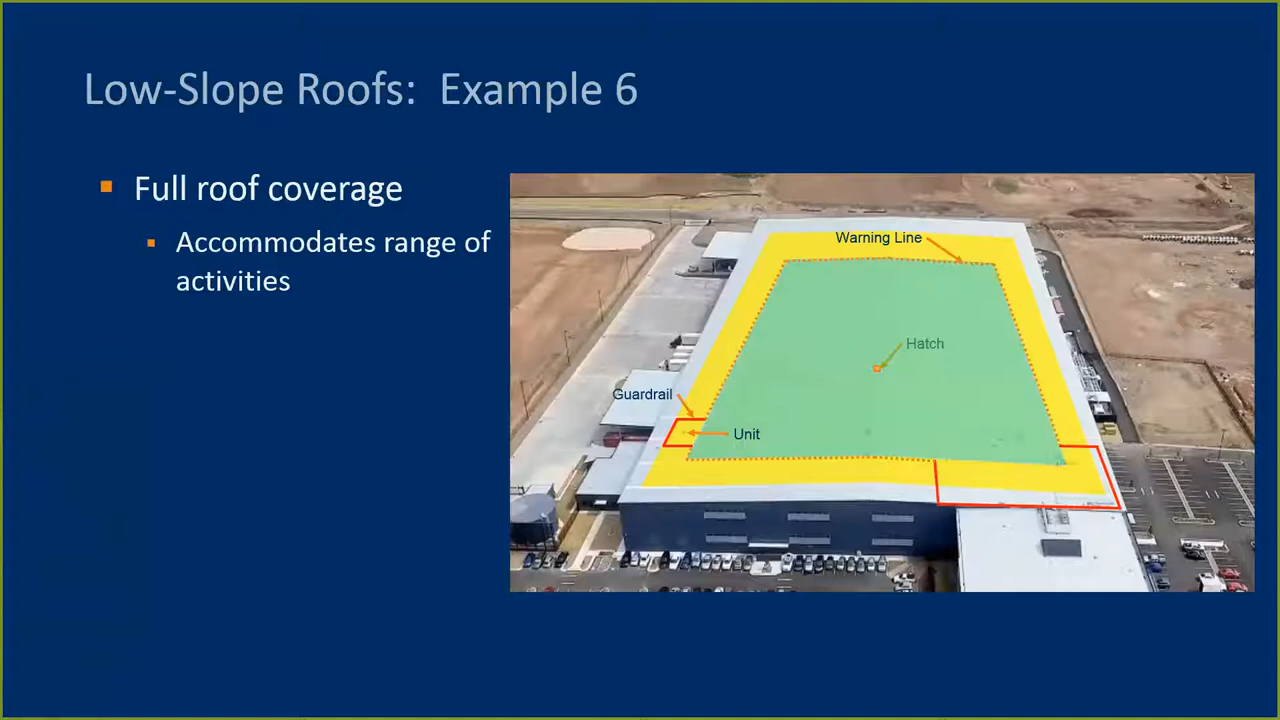 Low-Slope Roofs: Example 6
Full roof coverage
Accommodates range of
activities
Warning Line
Hatch
Guardrail
Unit